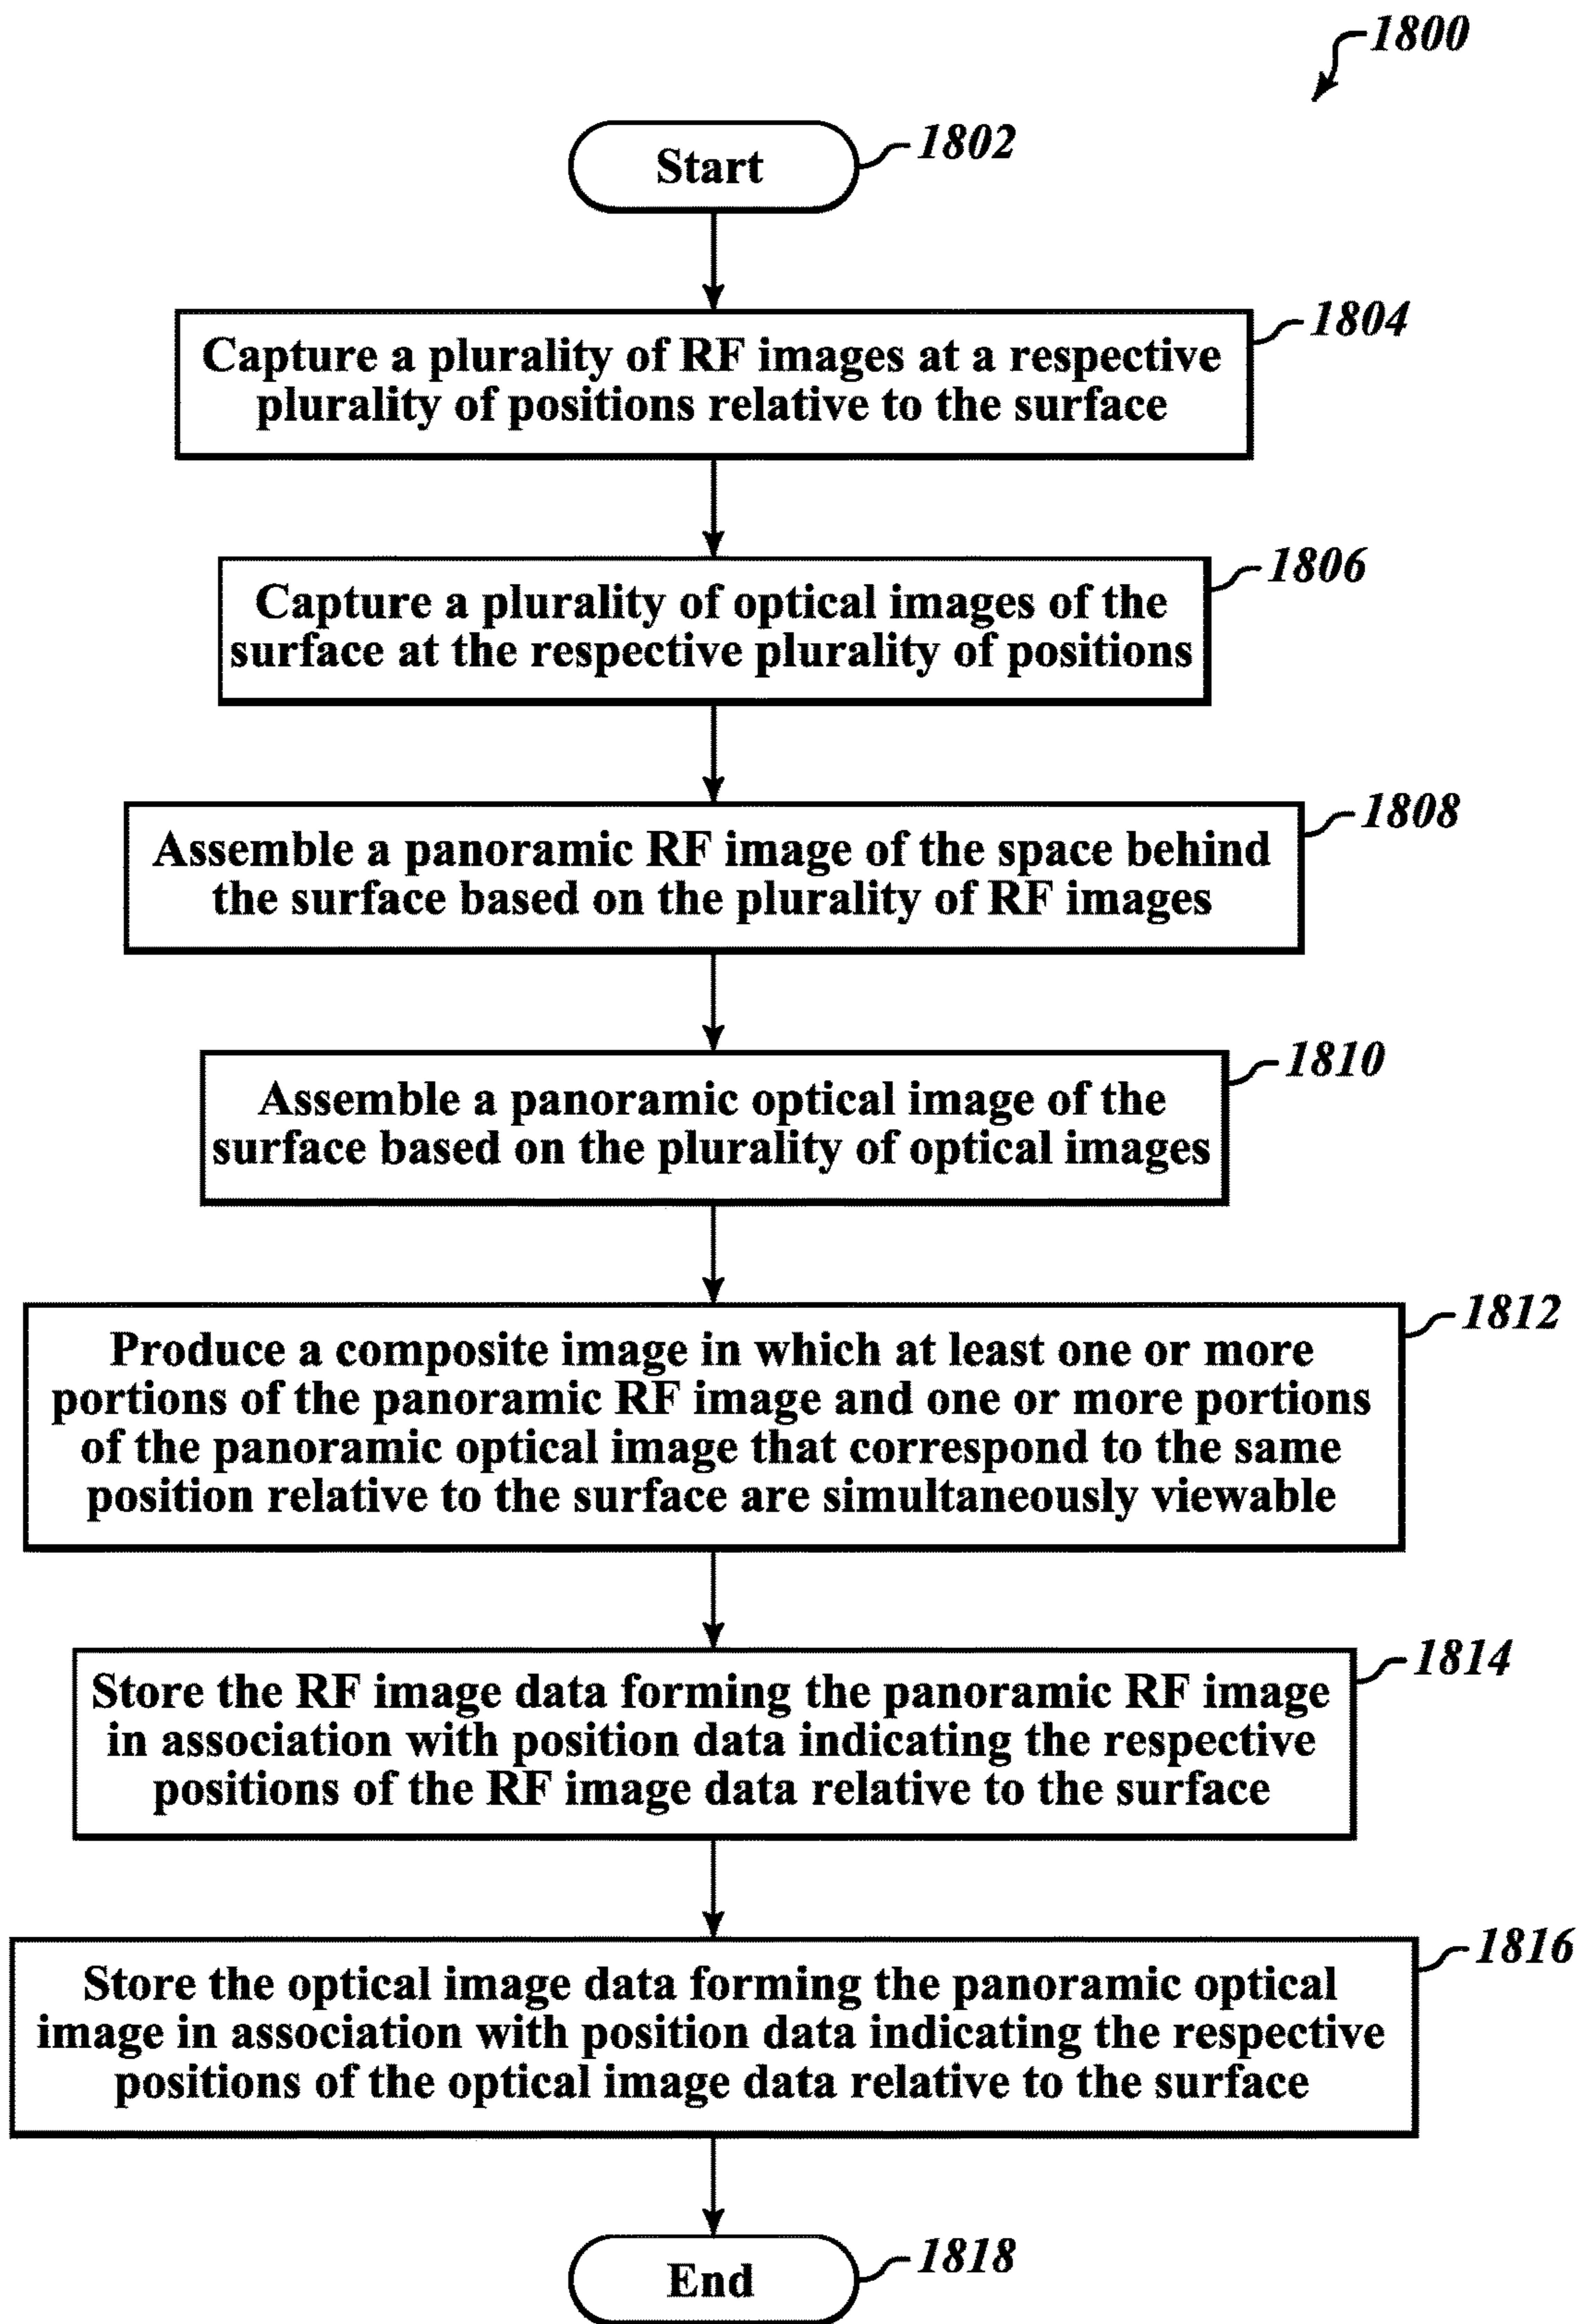 1800
Start
1802
1804
Capture a plurality of RF images at a respective
plurality of positions relative to the surface
1806
Capture a plurality of optical images of the
surface at the respective plurality of positions
1808
Assemble a panoramic RF image of the space behind
the surface based on the plurality of RF images
1810
Assemble a panoramic optical image of the
surface based on the plurality of optical images
1812
Produce a composite image in which at least one or more
portions of the panoramic RF image and one or more portions
of the panoramic optical image that correspond to the same
position relative to the surface are simultaneously viewable
1814
Store the RF image data forming the panoramic RF image
in association with position data indicating the respective
positions of the RF image data relative to the surface
1816
Store the optical image data forming the panoramic optical
image in association with position data indicating the respective
positions of the optical image data relative to the surface
1818
End